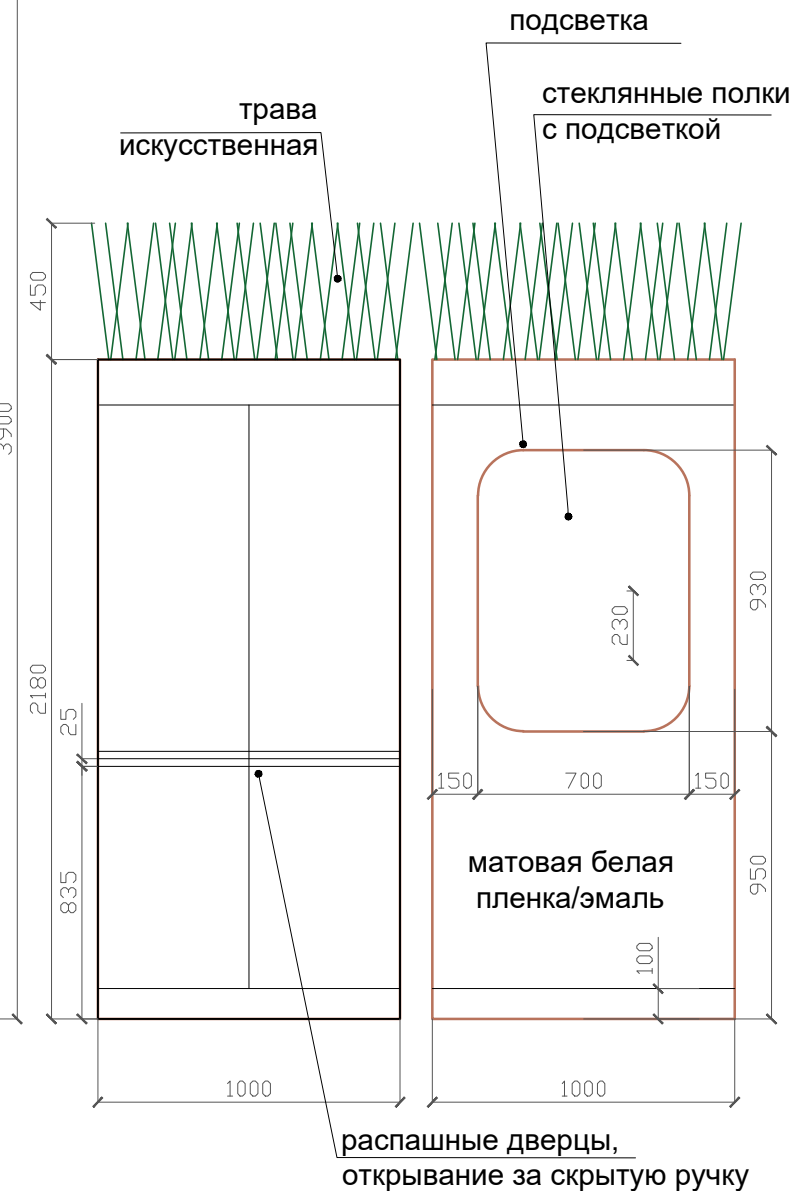 подсветка
стеклянные полки
с подсветкой
трава
искусственная
450
3900
930
230
2180
25
150
700
150
835
матовая белая
пленка/эмаль
950
100
1000
1000
распашные дверцы,
открывание за скрытую ручку